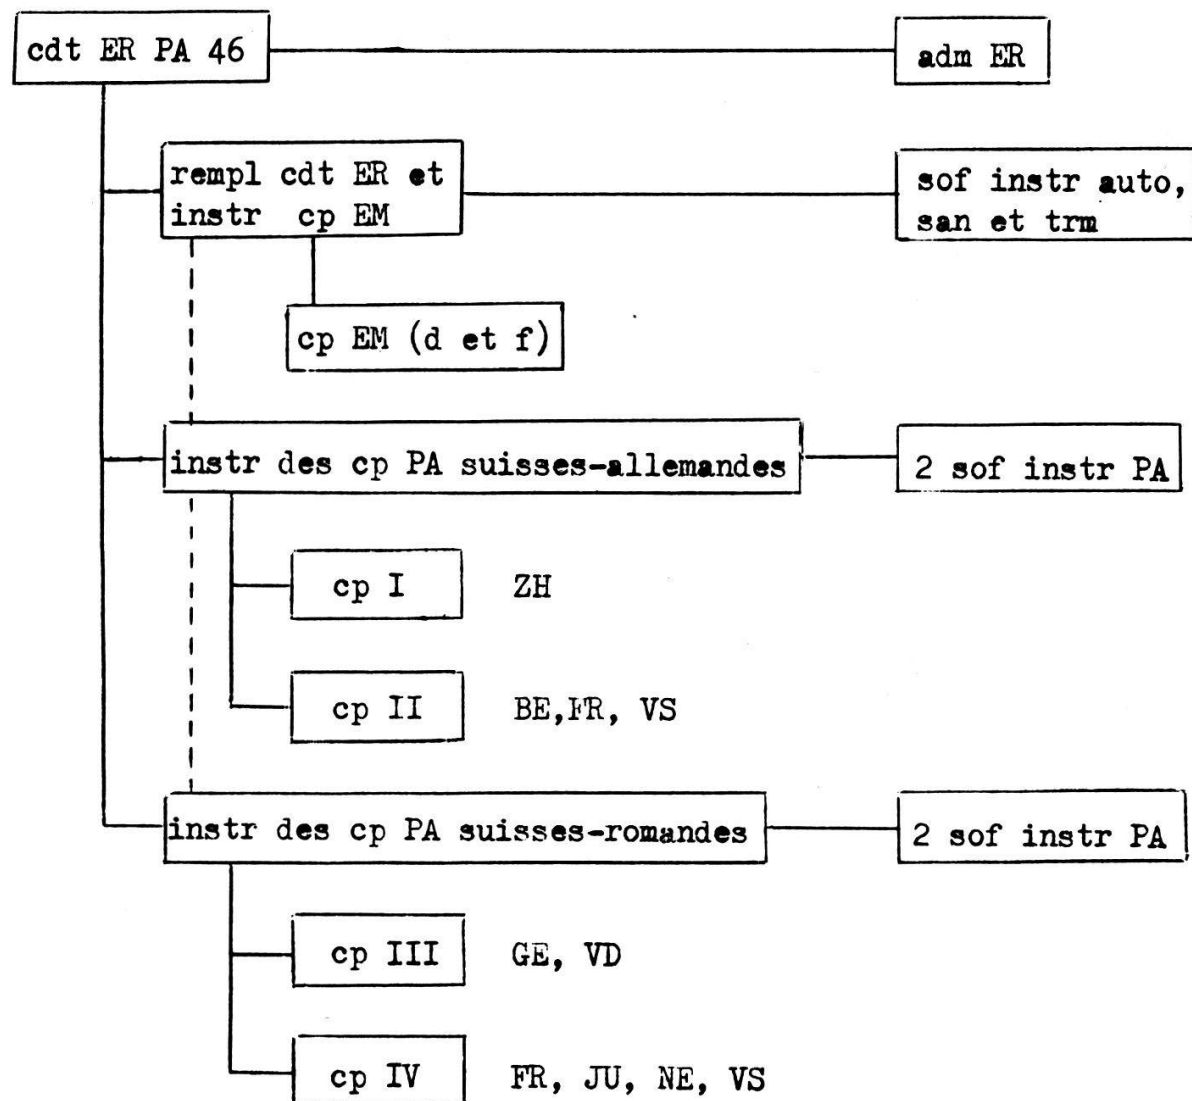 cdt ER PA 46
adm ER
rempl cdt ER et
instr cp EM
sof instr auto,
san et trm
cp EM (d et f)
instr des cp PA suisses-allemandes
2 sof instr PA
cp I ZH
cp II BE,FR, VS
instr des cp PA suisses-romandes
2 sof instr PA
cp III GE, VD
cp IV FR, JU, NE, VS